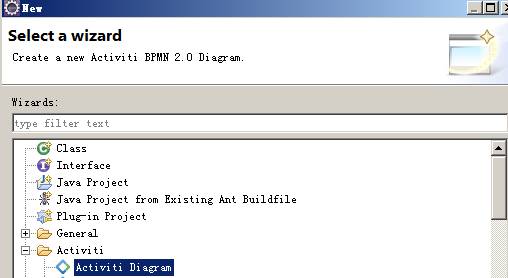 New
Select a wizard
Create a new Activiti BPMN 2.0 Diagram.
Wizards:
type filter text
Class
Interface
Java Project
Java Project from Existing Ant Buildfile
Plug-in Project
General
Activiti
Activiti Diagram